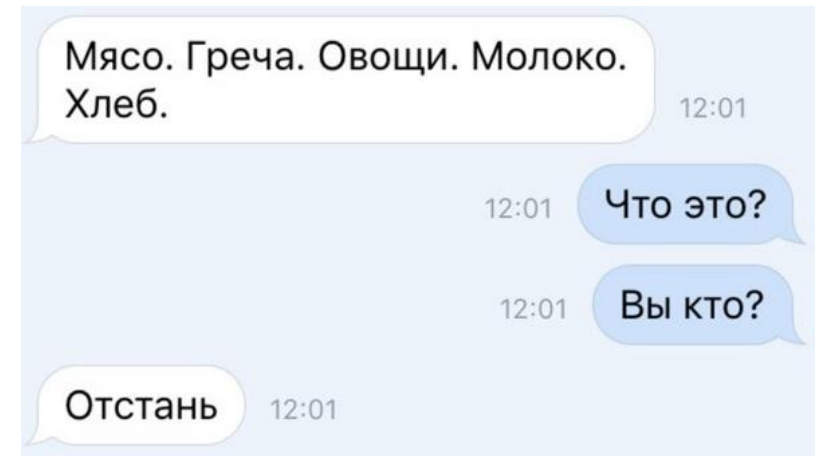 Мясо. Греча. Овощи. Молоко.
Хлеб.
12:01
12:01 Что это?
12:01 Вы кто?
Отстань 12:01